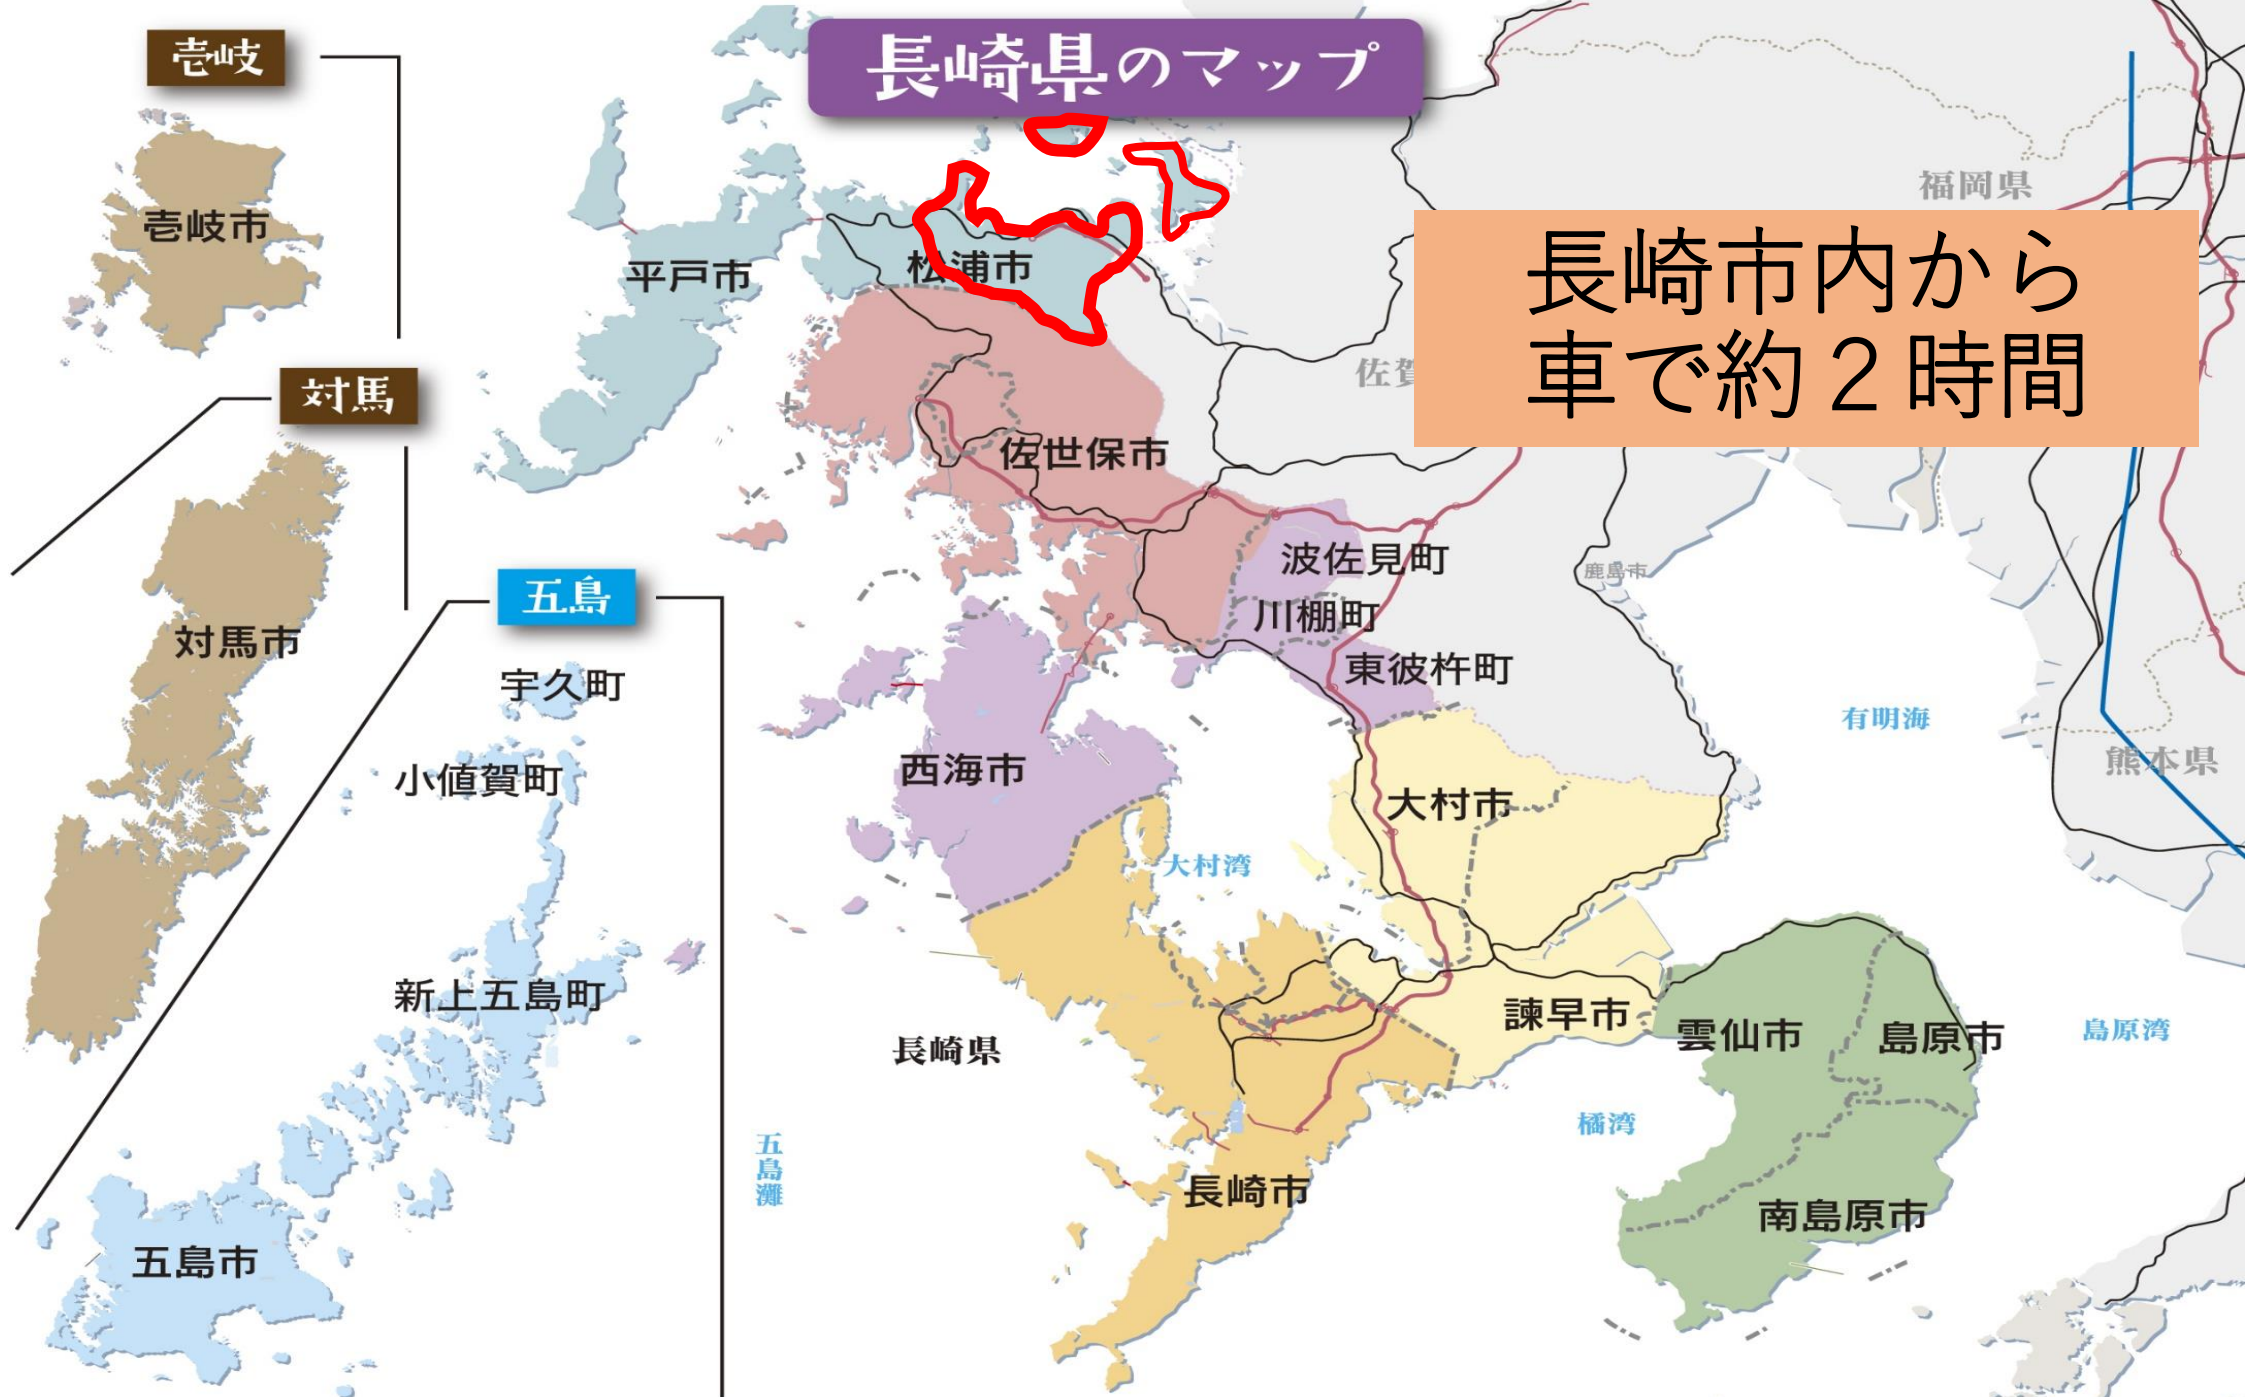 長崎県のマップ
壱岐
壱岐市
福岡県
長崎市内から
車で約２時間
平戸市
松浦市
対馬
佐世保市
波佐見町
川棚町
東彼杵町
鹿島市
五島
対馬市
宇久町
小値賀町
西海市
大村市
有明海
熊本県
大村湾
新上五島町
長崎県
諫早市
雲仙市
島原市
島原湾
橘湾
五島灘
長崎市
南島原市
五島市